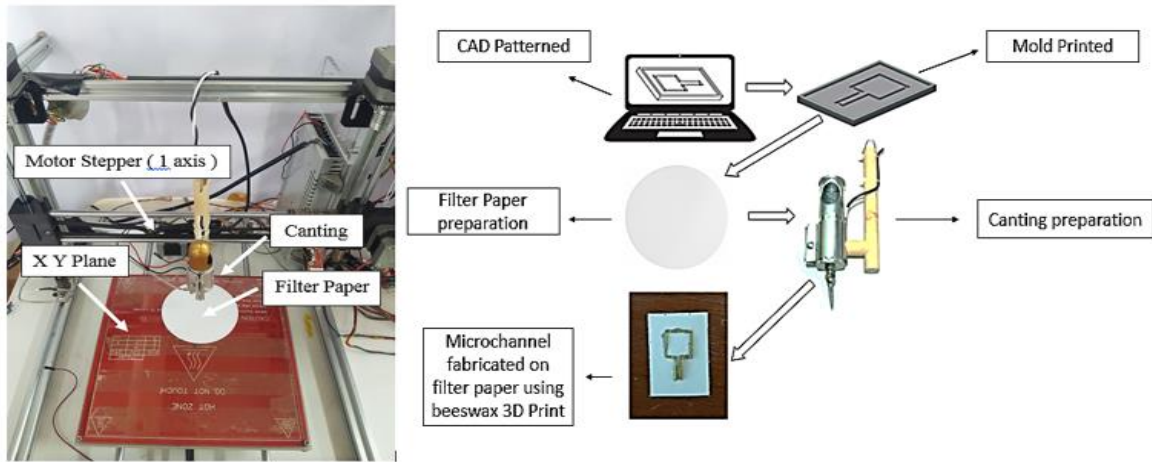 Motor Stepper ( 1 axis )
X Y Plane
Canting
Filter Paper
DO NOT TOUCH!
HOT ZONE
CAD Patterned
Mold Printed
Filter Paper
preparation
Canting preparation
Microchannel
fabricated on
filter paper using
beeswax 3D Print